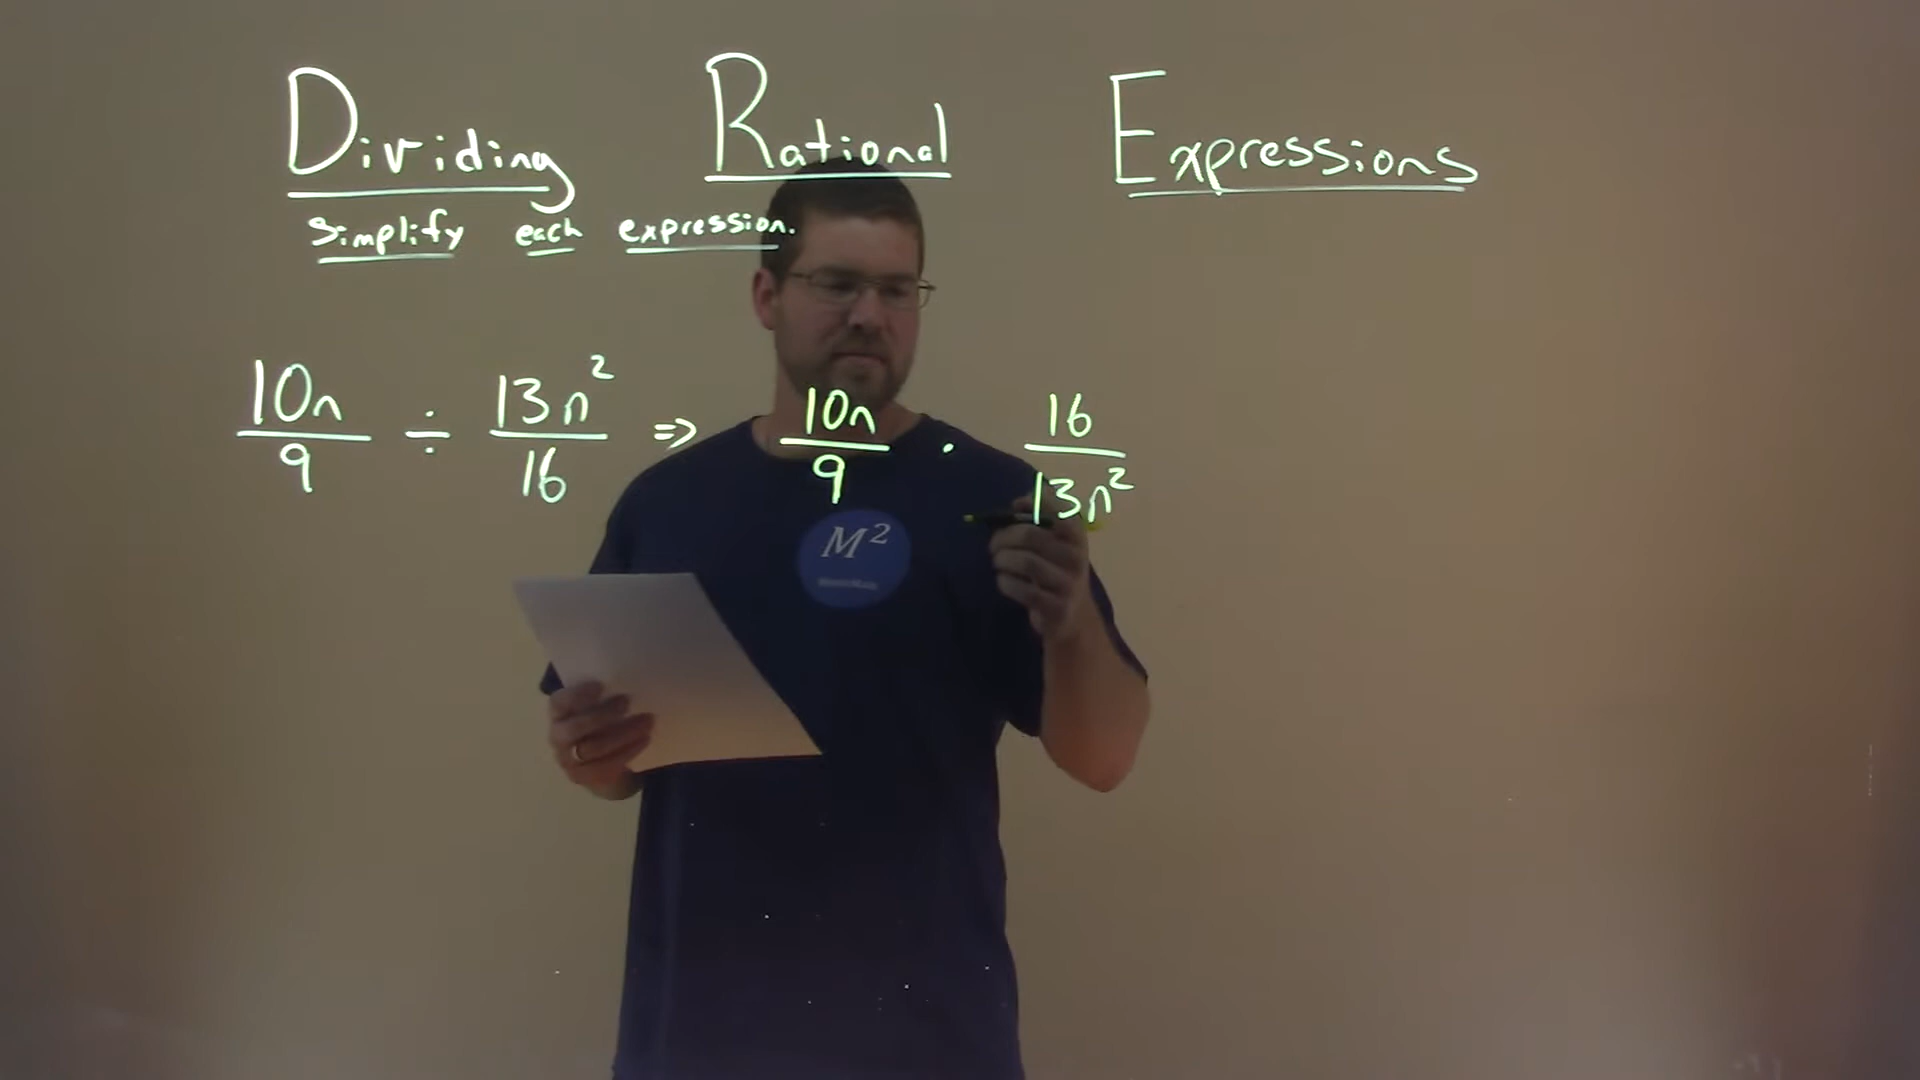 Dividing Rational Expressions
Simplify each expression.
10n/9 ÷ 13n²/16 ⇒ 10n/9 · 16/13n²
M²